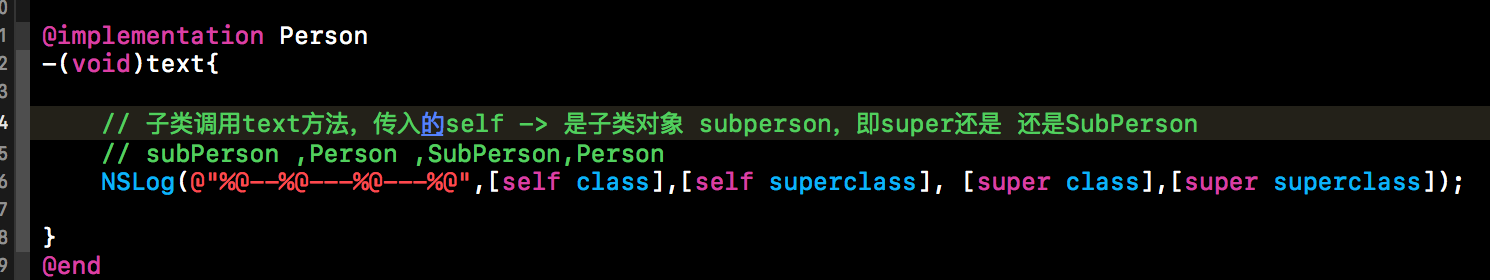 0
1 @implementation Person
2 -(void)text{
3
4 // 子类调用text方法，传入的self -> 是子类对象 subperson，即super还是 还是SubPerson
5 // subPerson ,Person ,SubPerson,Person
6 NSLog(@"%@--%@---%@---%@",[self class],[self superclass], [super class],[super superclass]);
7
8 }
9 @end